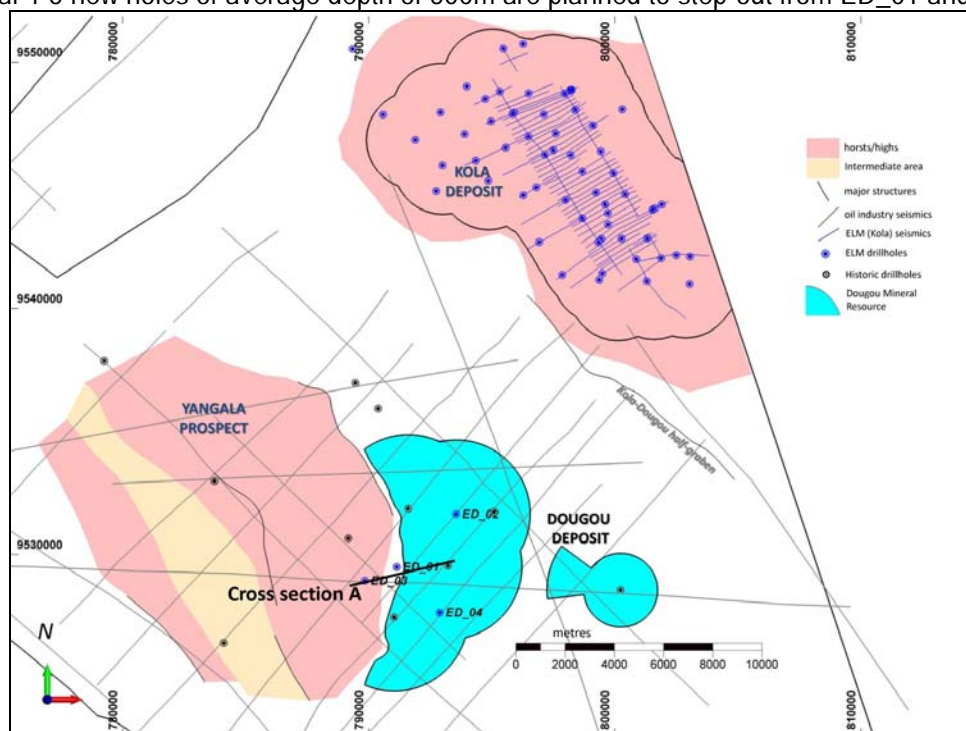 780000
790000
800000
810000
9550000
KOLA
DEPOSIT
horsts/highs
Intermediate area
major structures
oil industry seismics
ELM (Kola) seismics
ELM drillholes
Historic drillholes
Dougou Mineral
Resource
9540000
Kola-Dougou half-graben
YANGALA
PROSPECT
ED_02
DOUGOU
DEPOSIT
9530000
ED_01
ED_03
Cross section A
ED_04
metres
0 2000 4000 6000 8000 10000
N
780000
790000
800000
810000